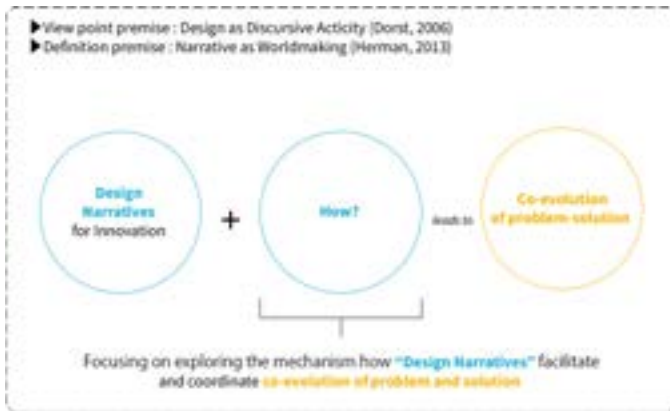 ▶View point premise : Design as Discursive Acticity (Dorst, 2006)
▶Definition premise : Narrative as Worldmaking (Herman, 2013)
Design
Narratives
for Innovation
+
How?
leads to
Co-evolution
of problem-solution
Focusing on exploring the mechanism how “Design Narratives” facilitate
and coordinate co-evolution of problem and solution